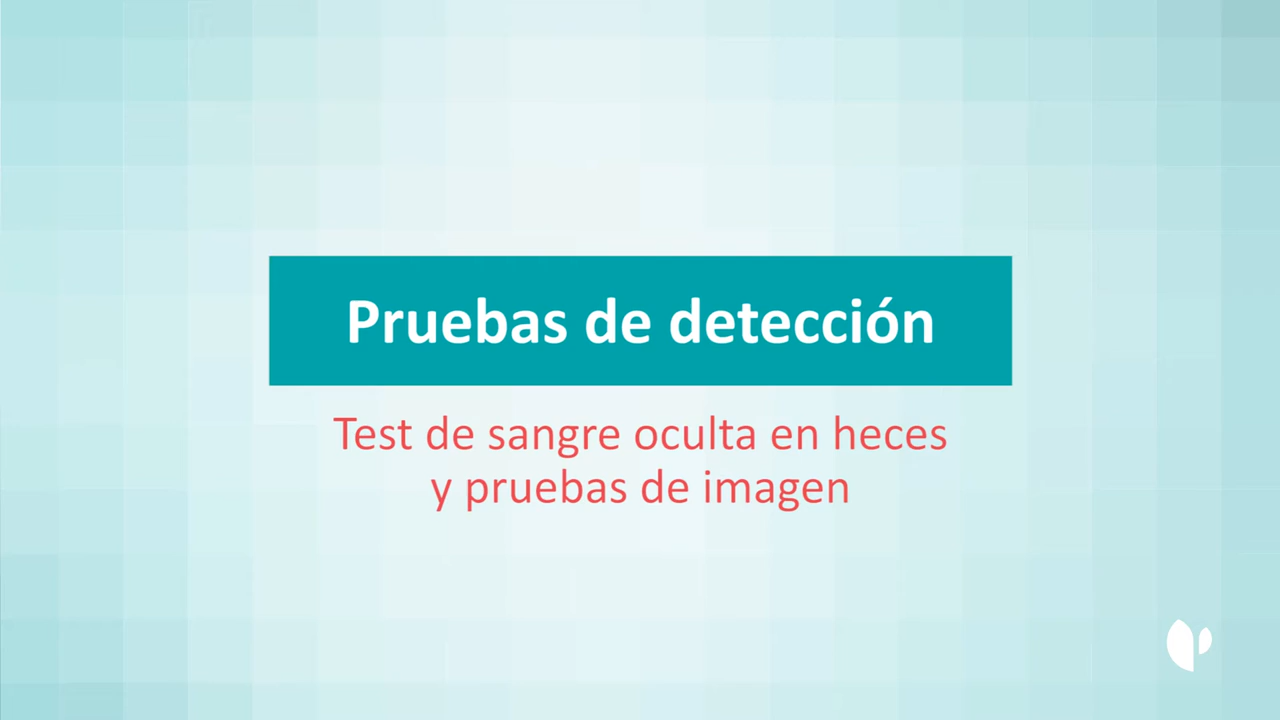 Pruebas de detección
Test de sangre oculta en heces
y pruebas de imagen